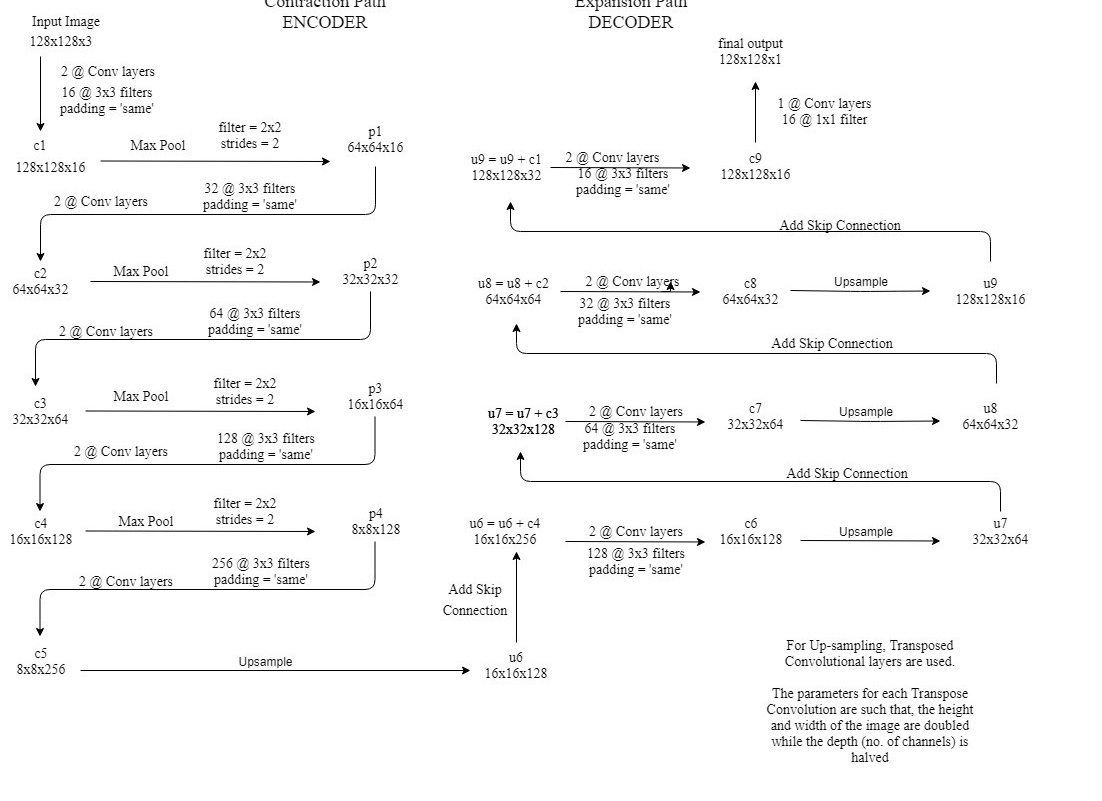 Contraction Path
ENCODER
Input Image
128x128x3
2 @ Conv layers
16 @ 3x3 filters
padding = 'same'
c1
128x128x16
Max Pool
filter = 2x2
strides = 2
p1
64x64x16
2 @ Conv layers
32 @ 3x3 filters
padding = 'same'
c2
64x64x32
Max Pool
filter = 2x2
strides = 2
p2
32x32x32
2 @ Conv layers
64 @ 3x3 filters
padding = 'same'
c3
32x32x64
Max Pool
filter = 2x2
strides = 2
p3
16x16x64
2 @ Conv layers
128 @ 3x3 filters
padding = 'same'
c4
16x16x128
Max Pool
filter = 2x2
strides = 2
p4
8x8x128
2 @ Conv layers
256 @ 3x3 filters
padding = 'same'
c5
8x8x256
Upsample
u6
16x16x128
Add Skip
Connection
Expansion Path
DECODER
final output
128x128x1
1 @ Conv layers
16 @ 1x1 filter
u9 = u9 + c1
128x128x32
2 @ Conv layers
16 @ 3x3 filters
padding = 'same'
c9
128x128x16
Add Skip Connection
u8 = u8 + c2
64x64x64
2 @ Conv layers
32 @ 3x3 filters
padding = 'same'
c8
64x64x32
Upsample
u9
128x128x16
Add Skip Connection
u7 = u7 + c3
32x32x128
2 @ Conv layers
64 @ 3x3 filters
padding = 'same'
c7
32x32x64
Upsample
u8
64x64x32
Add Skip Connection
u6 = u6 + c4
16x16x256
2 @ Conv layers
128 @ 3x3 filters
padding = 'same'
c6
16x16x128
Upsample
u7
32x32x64
For Up-sampling, Transposed
Convolutional layers are used.
The parameters for each Transpose
Convolution are such that, the height
and width of the image are doubled
while the depth (no. of channels) is
halved